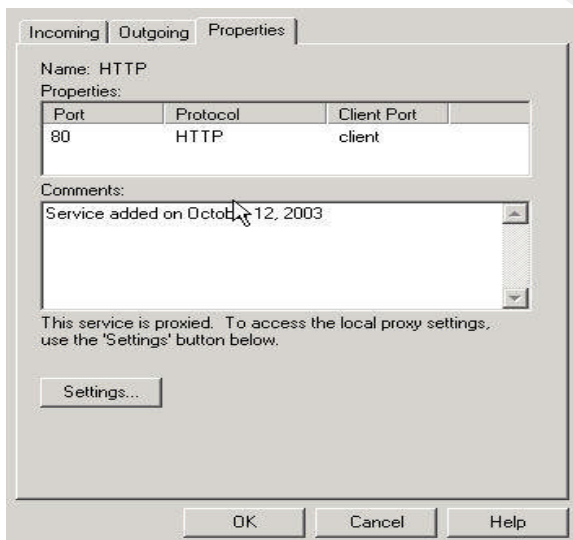 Incoming Outgoing Properties
Name: HTTP
Properties:
Port Protocol Client Port
80 HTTP client
Comments:
Service added on October 12, 2003
This service is proxied. To access the local proxy settings,
use the 'Settings' button below.
Settings...
OK Cancel Help